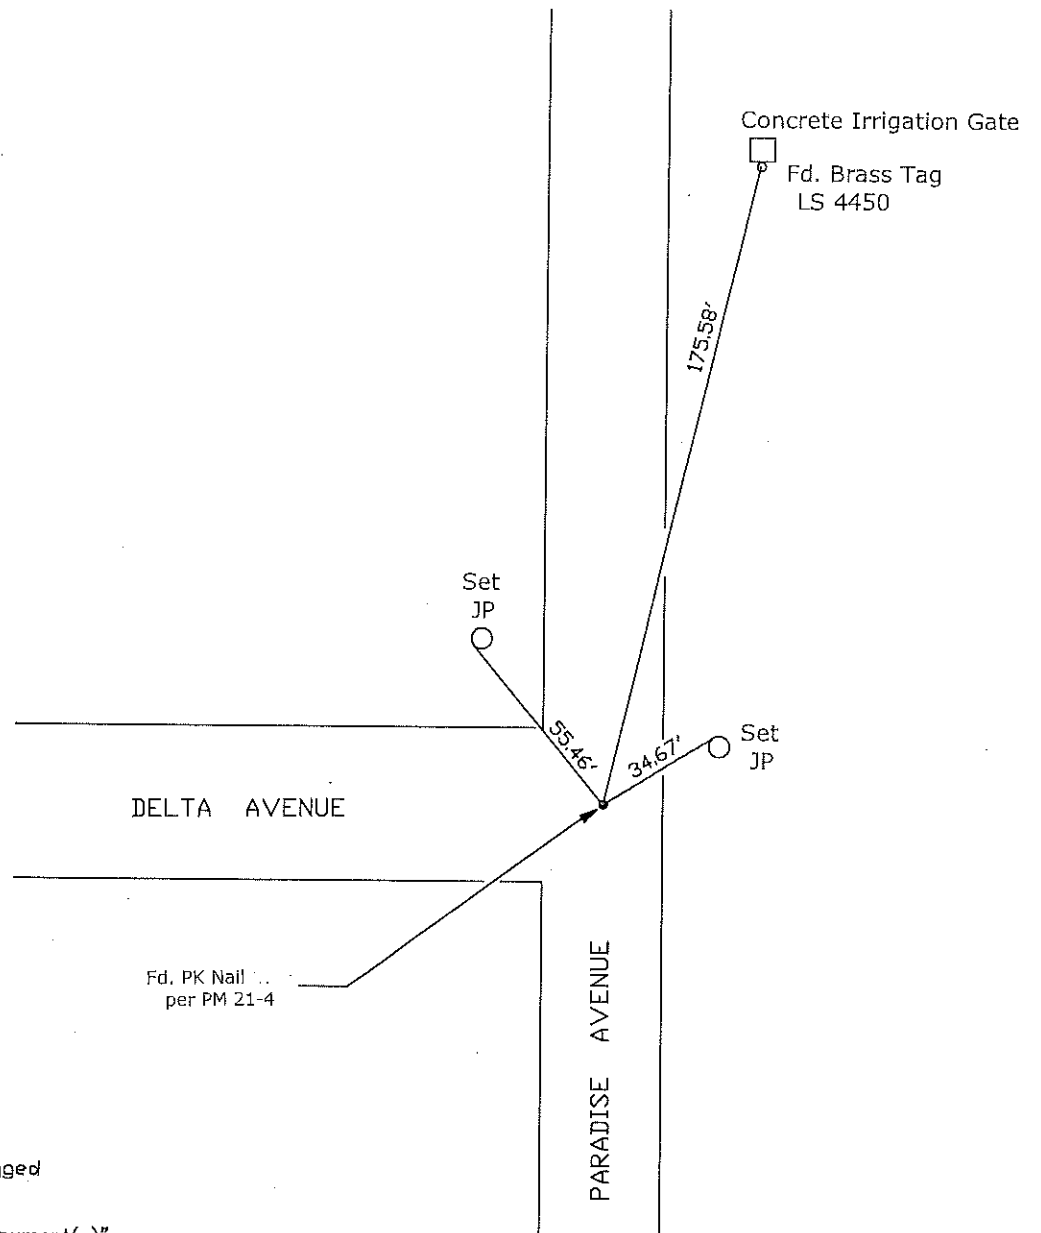 Concrete Irrigation Gate
Fd. Brass Tag
LS 4450
175.58'
Set
JP
55.46'
34.67'
Set
JP
DELTA AVENUE
Fd. PK Nail
per PM 21-4
PARADISE AVENUE